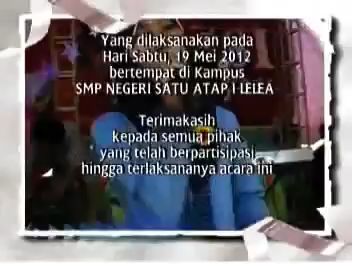 Yang dilaksanakan pada
Hari Sabtu, 19 Mei 2012
bertempat di Kampus
SMP NEGERI SATU ATAP I LELEA
Terimakasih
kepada semua pihak
yang telah berpartisipasi
hingga terlaksananya acara ini